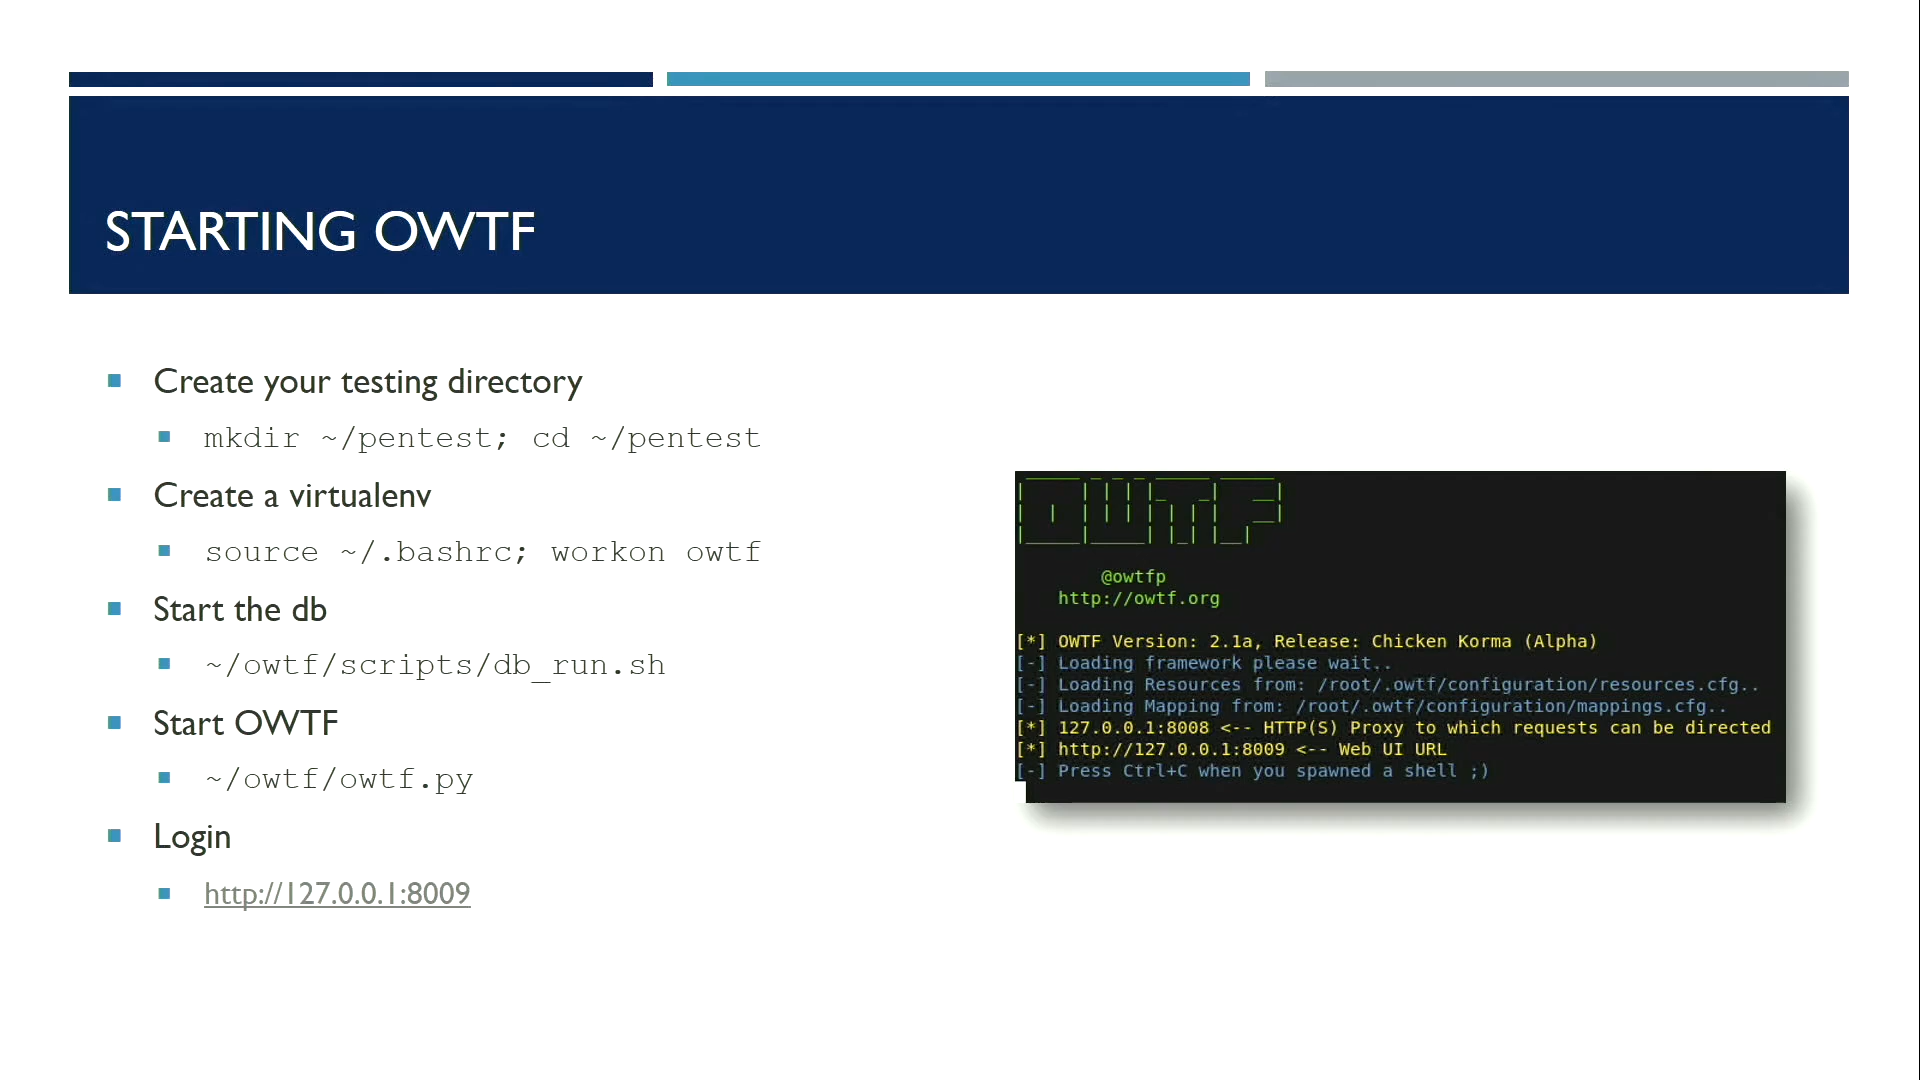 STARTING OWTF
Create your testing directory
mkdir ~/pentest; cd ~/pentest
Create a virtualenv
source ~/.bashrc; workon owtf
Start the db
~/owtf/scripts/db_run.sh
Start OWTF
~/owtf/owtf.py
Login
http://127.0.0.1:8009
OWTF
@owtfp
http://owtf.org
[*] OWTF Version: 2.1a, Release: Chicken Korma (Alpha)
[-] Loading framework please wait..
[-] Loading Resources from: /root/.owtf/configuration/resources.cfg..
[-] Loading Mapping from: /root/.owtf/configuration/mappings.cfg..
[*] 127.0.0.1:8008 <-- HTTP(S) Proxy to which requests can be directed
[*] http://127.0.0.1:8009 <-- Web UI URL
[-] Press Ctrl+C when you spawned a shell ;)